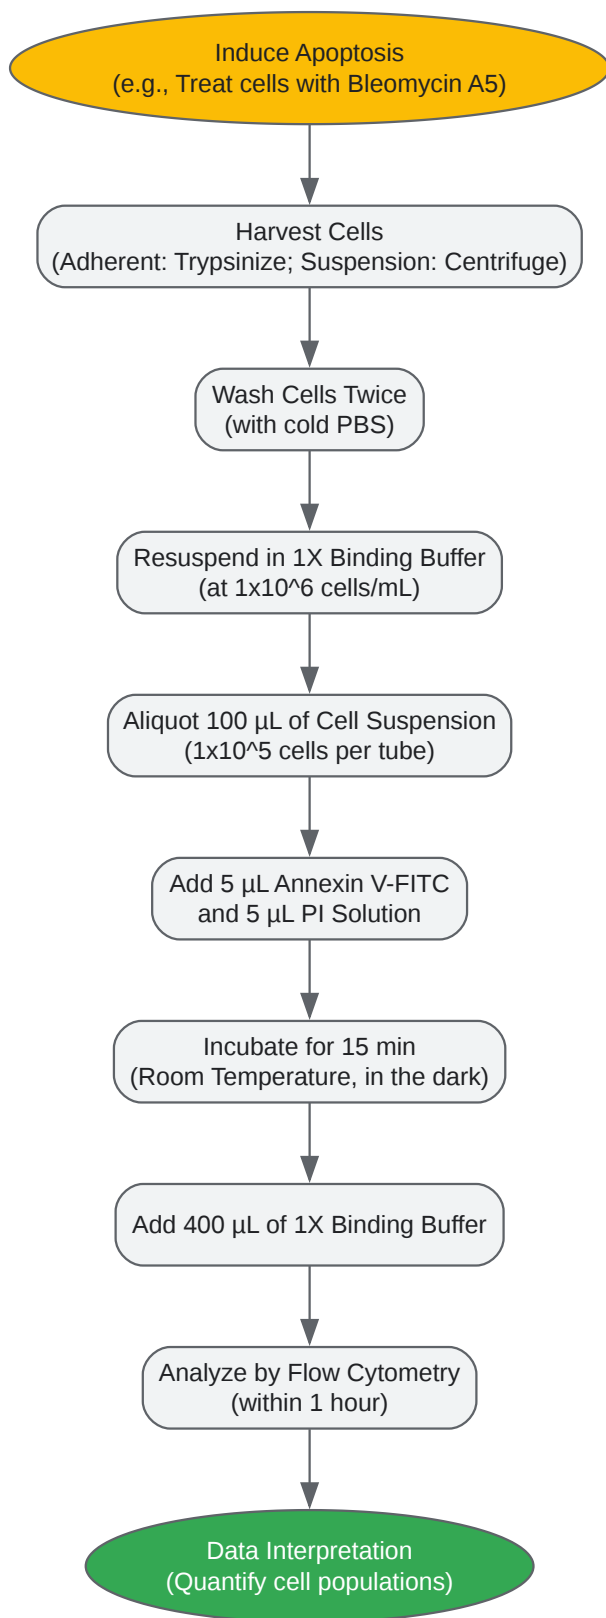 Induce Apoptosis
(e.g., Treat cells with Bleomycin A5)
Harvest Cells
(Adherent: Trypsinize; Suspension: Centrifuge)
Wash Cells Twice
(with cold PBS)
Resuspend in 1X Binding Buffer
(at 1x10^6 cells/mL)
Aliquot 100 µL of Cell Suspension
(1x10^5 cells per tube)
Add 5 µL Annexin V-FITC
and 5 µL PI Solution
Incubate for 15 min
(Room Temperature, in the dark)
Add 400 µL of 1X Binding Buffer
Analyze by Flow Cytometry
(within 1 hour)
Data Interpretation
(Quantify cell populations)